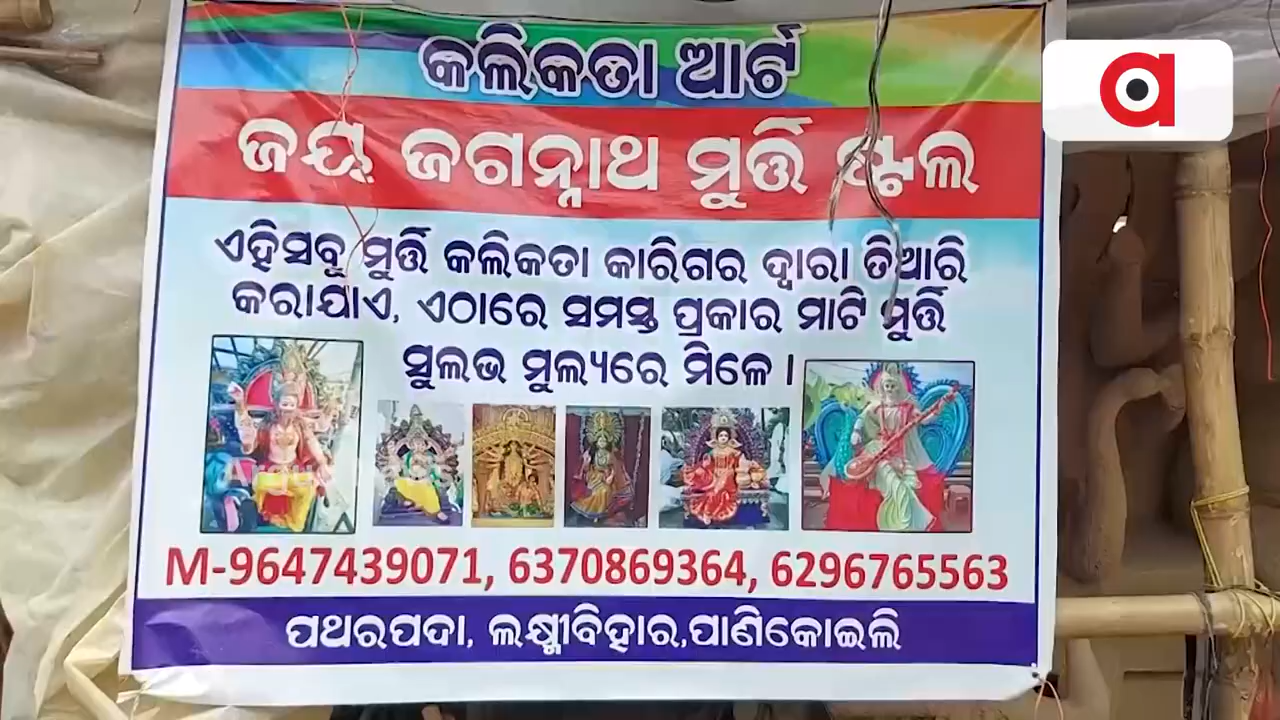 କଲିକତା ଆର୍ଟ
ଜୟ ଜଗନ୍ନାଥ ମୁର୍ତ୍ତି ଷ୍ଟଲ
ଏହିସବୁ ମୁର୍ତ୍ତି କଲିକତା କାରିଗର ଦ୍ୱାରା ତିଆରି
କରାଯାଏ, ଏଠାରେ ସମସ୍ତ ପ୍ରକାର ମାଟି ମୁର୍ତ୍ତି
ସୁଲଭ ମୁଲ୍ୟରେ ମିଳେ ।
M-9647439071, 6370869364, 6296765563
ପଥରପଦା, ଲକ୍ଷ୍ମୀବିହାର,ପାଣିକୋଇଲି